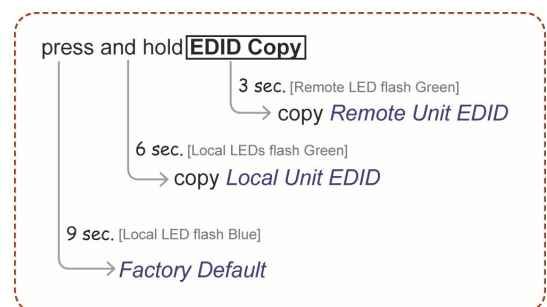 press and hold EDID Copy
3 sec. [Remote LED flash Green]
copy Remote Unit EDID
6 sec. [Local LEDs flash Green]
copy Local Unit EDID
9 sec. [Local LED flash Blue]
Factory Default